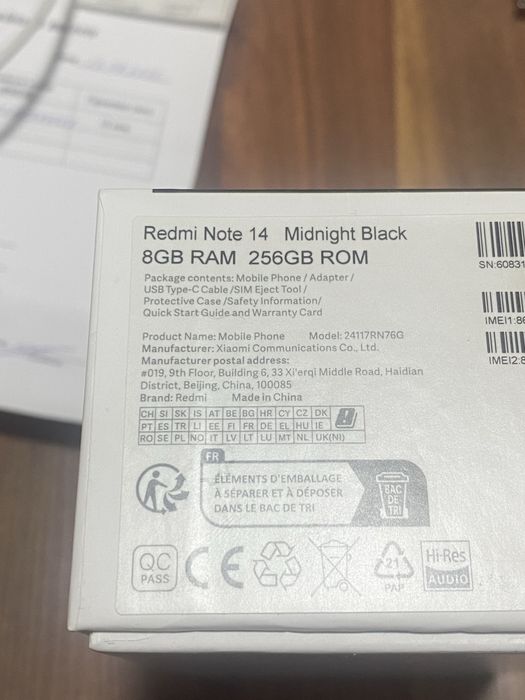 Redmi Note 14 Midnight Black
8GB RAM 256GB ROM
Package contents: Mobile Phone / Adapter /
USB Type-C Cable /SIM Eject Tool /
Protective Case /Safety Information/
Quick Start Guide and Warranty Card
Product Name: Mobile Phone Model: 24117RN76G
Manufacturer: Xiaomi Communications Co., Ltd.
Manufacturer postal address:
#019, 9th Floor, Building 6, 33 Xi'erqi Middle Road, Haidian
District, Beijing, China, 100085
Brand: Redmi Made in China
CH SI SK IS AT BE BG HR CY CZ DK
PT ES TR LI EE FI FR DE EL HU IE
RO SE PL NO IT LV LT LU MT NL UK(NI)
FR
ÉLÉMENTS D'EMBALLAGE
À SÉPARER ET À DÉPOSER
DANS LE BAC DE TRI
BAC
DE
TRI
QC
PASS
CE
21
PAP
Hi-Res
AUDIO
SN:60831
IMEI1:86
IMEI2:8